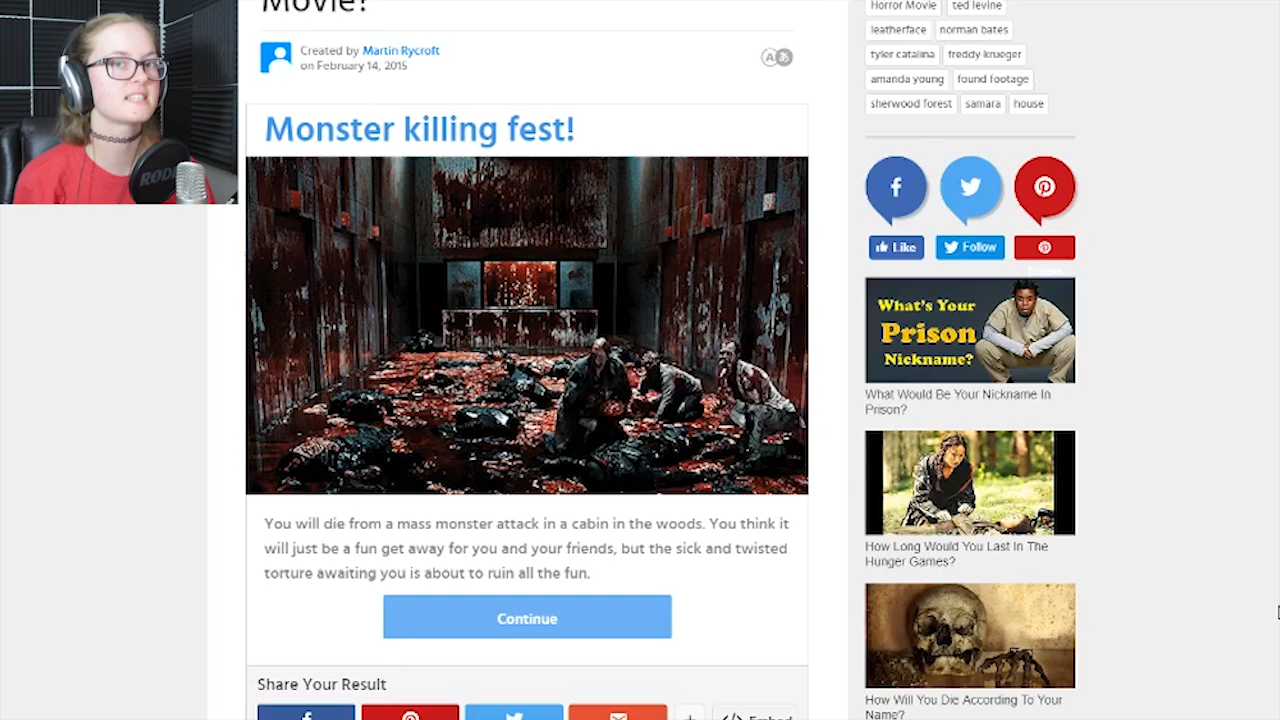 Movie?
Created by Martin Rycroft
on February 14, 2015
Monster killing fest!
You will die from a mass monster attack in a cabin in the woods. You think it
will just be a fun get away for you and your friends, but the sick and twisted
torture awaiting you is about to ruin all the fun.
Continue
Share Your Result
Embed
RODE
Horror Movie
ted levine
leatherface
norman bates
tyler catalina
freddy krueger
amanda young
found footage
sherwood forest
samara
house
Like
Follow
What's Your
Prison
Nickname?
What Would Be Your Nickname In
Prison?
How Long Would You Last In The
Hunger Games?
How Will You Die According To Your
Name?